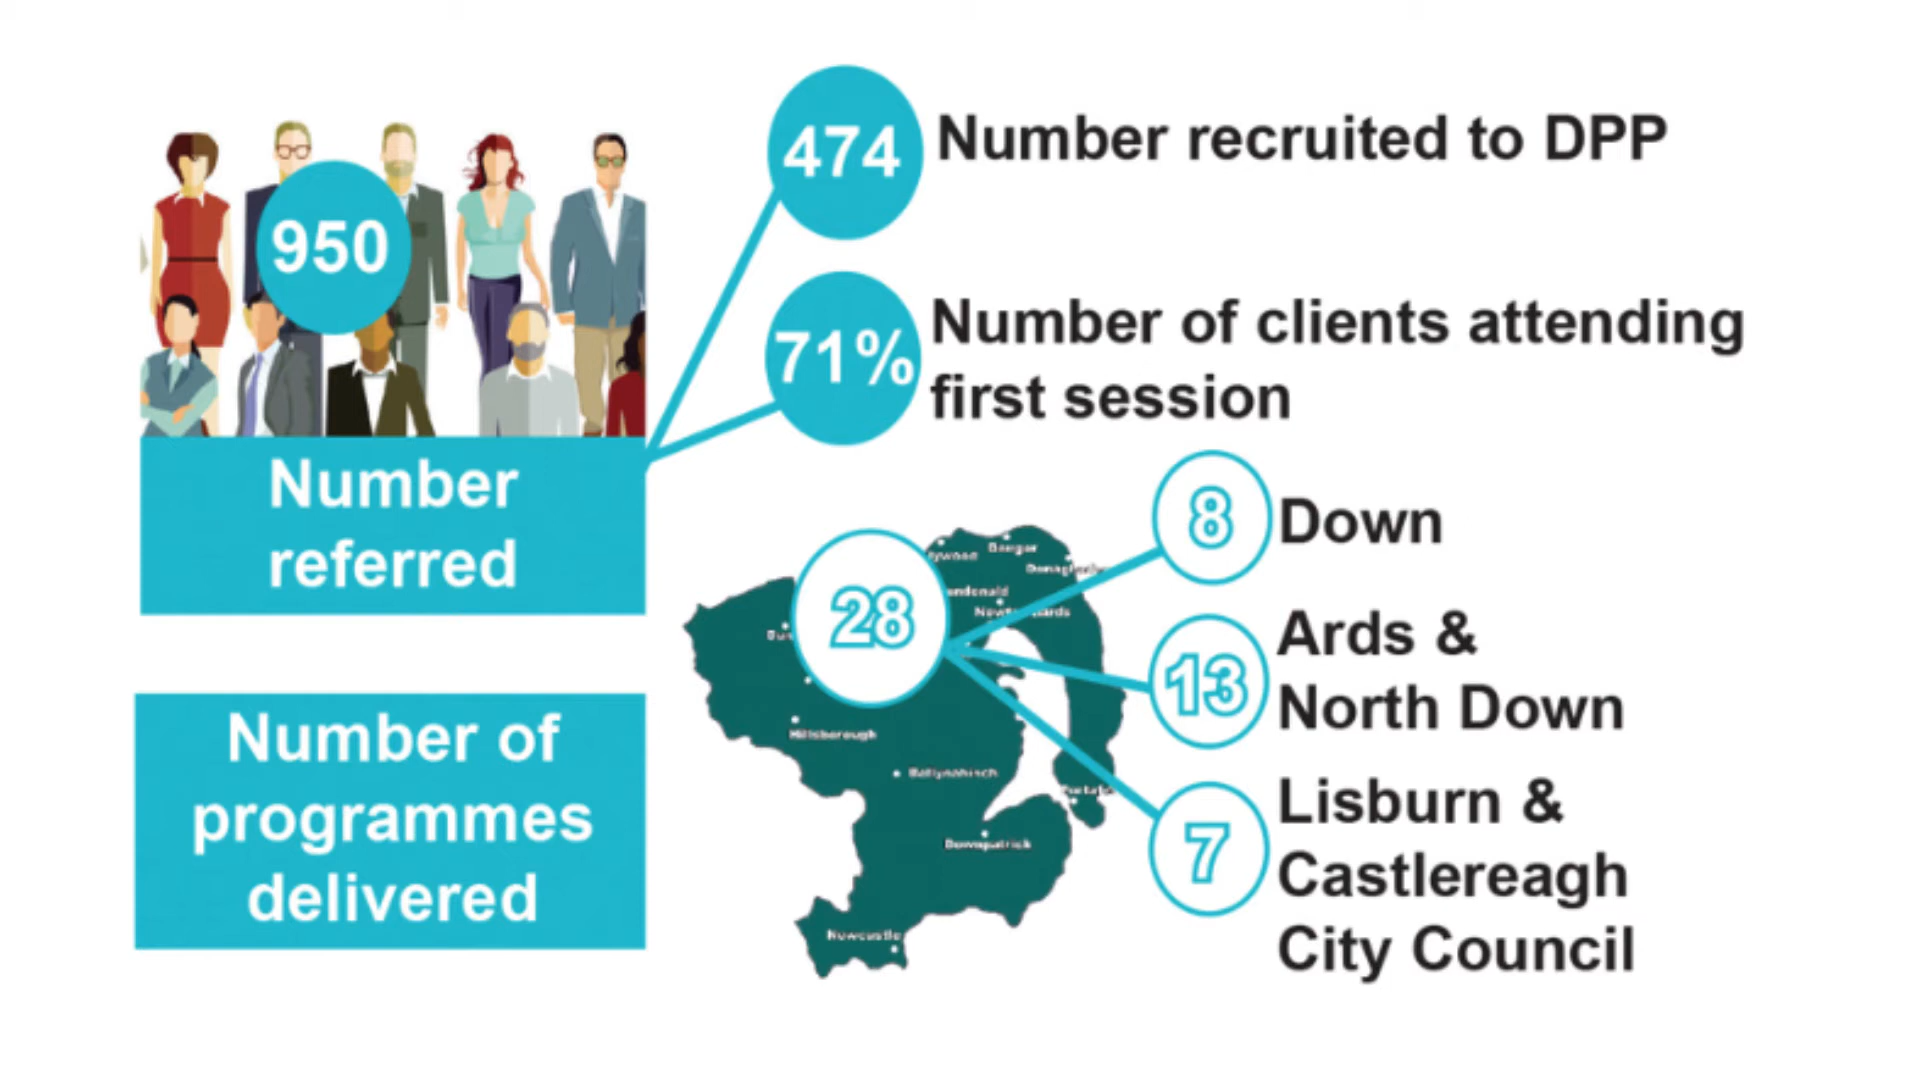 950
Number
referred
474
Number recruited to DPP
71%
Number of clients attending
first session
Number of
programmes
delivered
28
8
Down
13
Ards &
North Down
7
Lisburn &
Castlereagh
City Council
Bangor
Hillsborough
Ballynahinch
Downpatrick
Newcastle